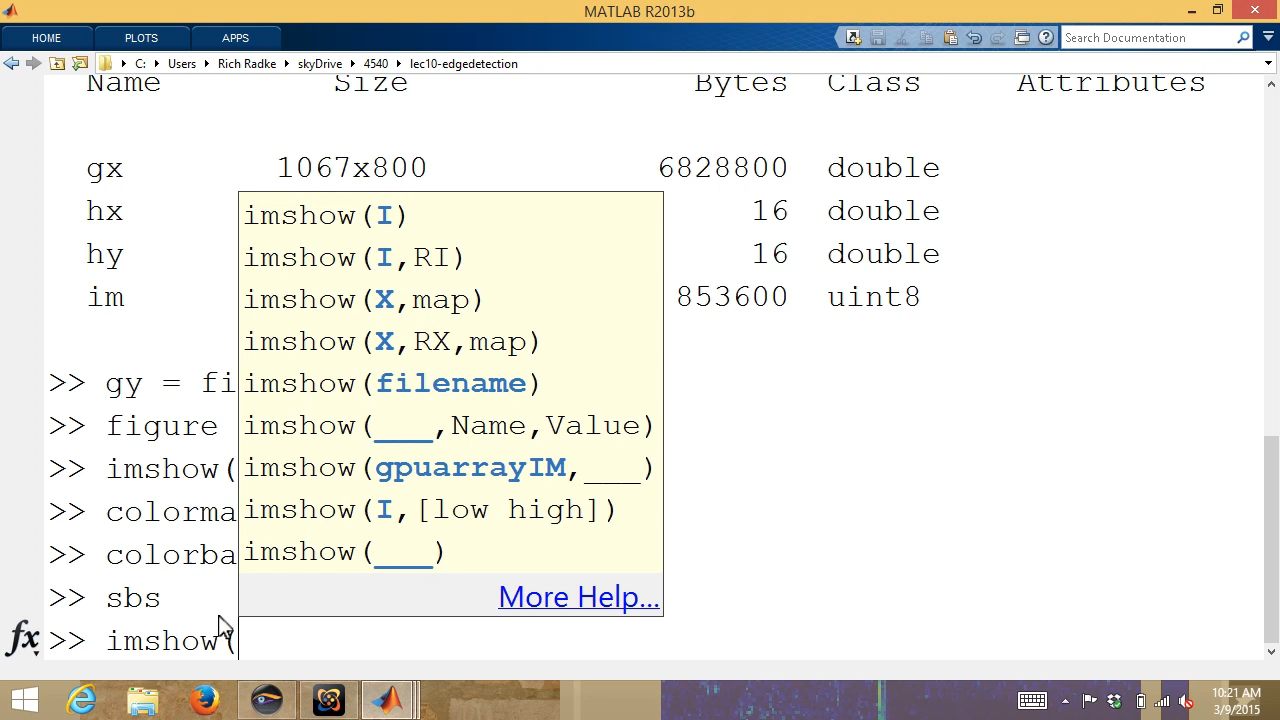 MATLAB R2013b
HOME PLOTS APPS Search Documentation
C: Users Rich Radke skyDrive 4540 lec10-edgedetection
Name Size Bytes Class Attributes
gx 1067x800 6828800 double
hx 16 double
hy 16 double
im 853600 uint8
>> gy = fi
>> figure
>> imshow(
>> colorma
>> colorba
>> sbs
fx >> imshow(
imshow(I)
imshow(I,RI)
imshow(X,map)
imshow(X,RX,map)
imshow(filename)
imshow(___,Name,Value)
imshow(gpuarrayIM,___)
imshow(I,[low high])
imshow(___)
More Help...
10:21 AM
3/9/2015